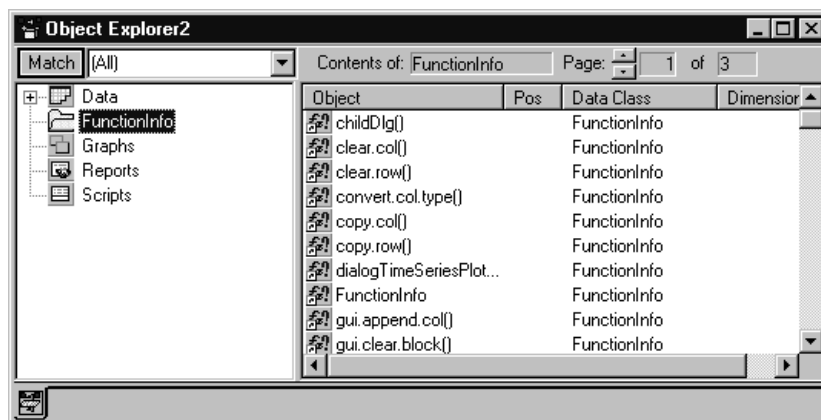 Object Explorer2
Match (All) Contents of: FunctionInfo Page: 1 of 3
Data
FunctionInfo
Graphs
Reports
Scripts
Object Pos Data Class Dimension
childDlg() FunctionInfo
clear.col() FunctionInfo
clear.row() FunctionInfo
convert.col.type() FunctionInfo
copy.col() FunctionInfo
copy.row() FunctionInfo
dialogTimeSeriesPlot... FunctionInfo
FunctionInfo FunctionInfo
gui.append.col() FunctionInfo
gui.clear.block() FunctionInfo